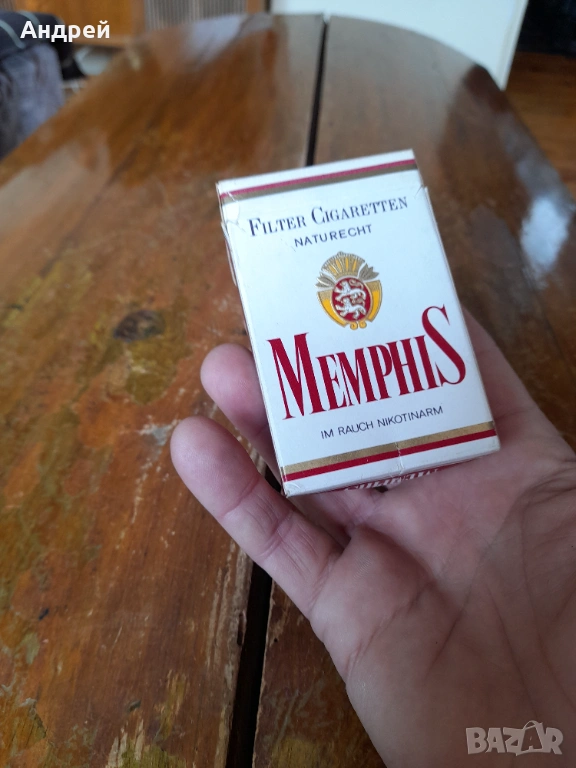 Андрей
FILTER CIGARETTEN
NATURECHT
MEMPHIS
IM RAUCH NIKOTINARM
BAZAR